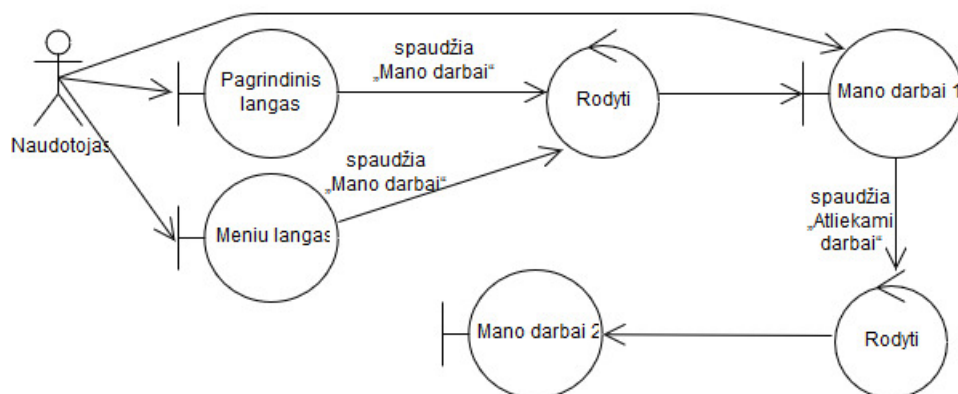 Naudotojas
Pagrindinis
langas
spaudžia
„Mano darbai“
Rodyti
Mano darbai 1
spaudžia
„Mano darbai“
Meniu langas
spaudžia
„Atliekami
darbai“
Mano darbai 2
Rodyti